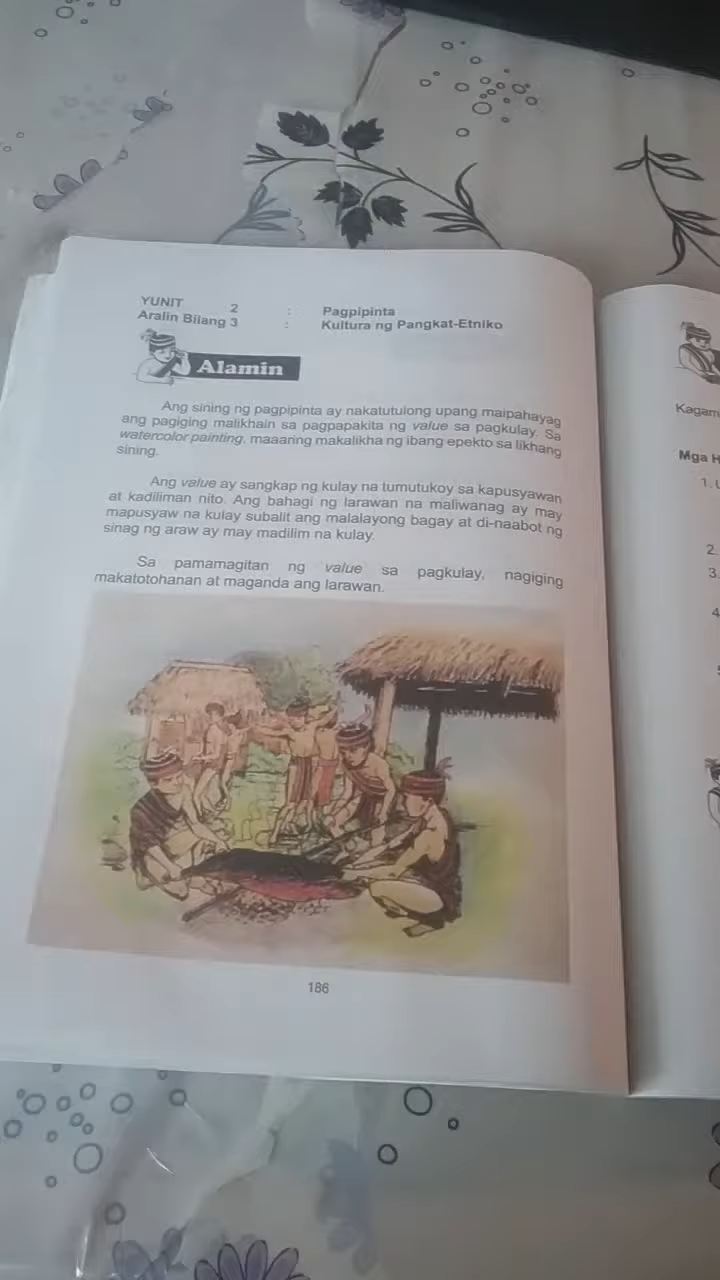 YUNIT 2 : Pagpipinta
Aralin Bilang 3 : Kultura ng Pangkat-Etniko
Alamin
Ang sining ng pagpipinta ay nakatutulong upang maipahayag
ang pagiging malikhain sa pagpapakita ng value sa pagkulay. Sa
watercolor painting, maaaring makalikha ng ibang epekto sa likhang
sining.
Ang value ay sangkap ng kulay na tumutukoy sa kapusyawan
at kadiliman nito. Ang bahagi ng larawan na maliwanag ay may
mapusyaw na kulay subalit ang malalayong bagay at di-naabot ng
sinag ng araw ay may madilim na kulay.
Sa pamamagitan ng value sa pagkulay, nagiging
makatotohanan at maganda ang larawan.
186
Kagam
Mga H
1.
2.
3.
4